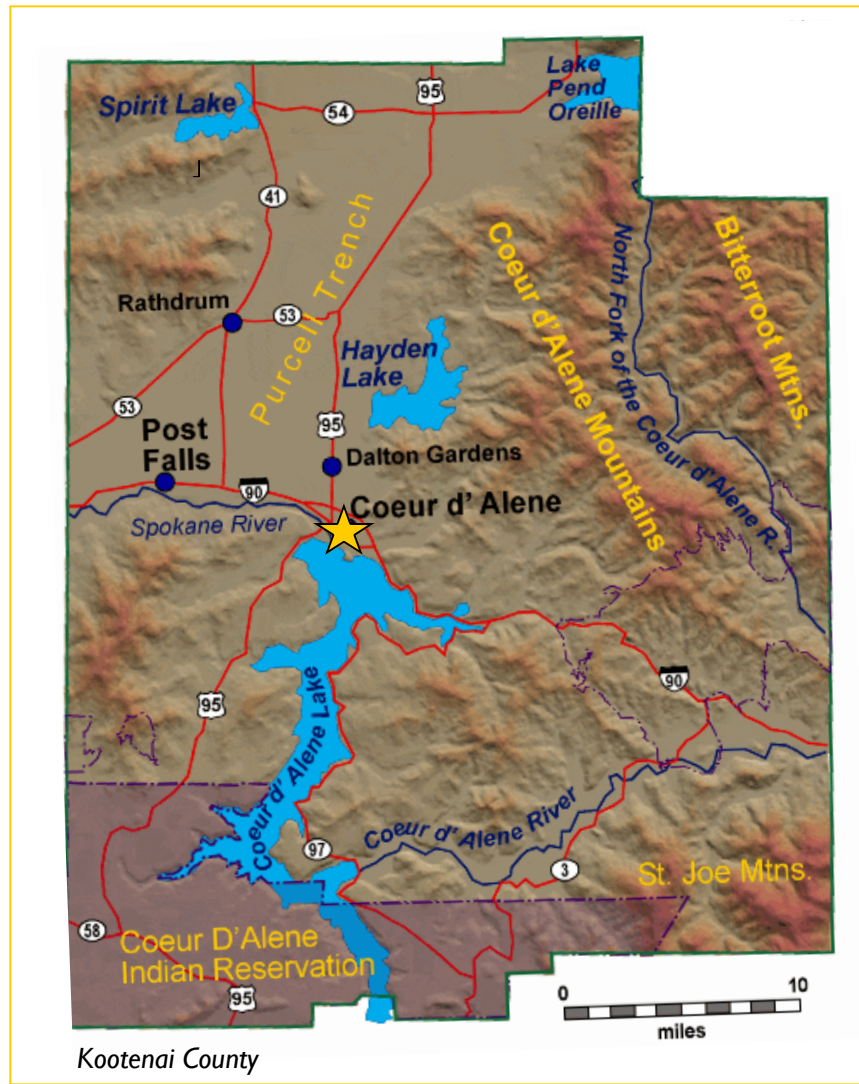 Lake
Pend
Oreille
95
Spirit Lake
54
41
Purcell Trench
Coeur d'Alene Mountains
North Fork of the Coeur d'Alene R.
Bitterroot Mtns.
Rathdrum
53
Hayden
Lake
53
95
Post
Falls
Dalton Gardens
90
Coeur d' Alene
Spokane River
95
90
Coeur d' Alene Lake
Coeur d' Alene River
97
3
St. Joe Mtns.
58
Coeur D'Alene
Indian Reservation
95
0
10
miles
Kootenai County